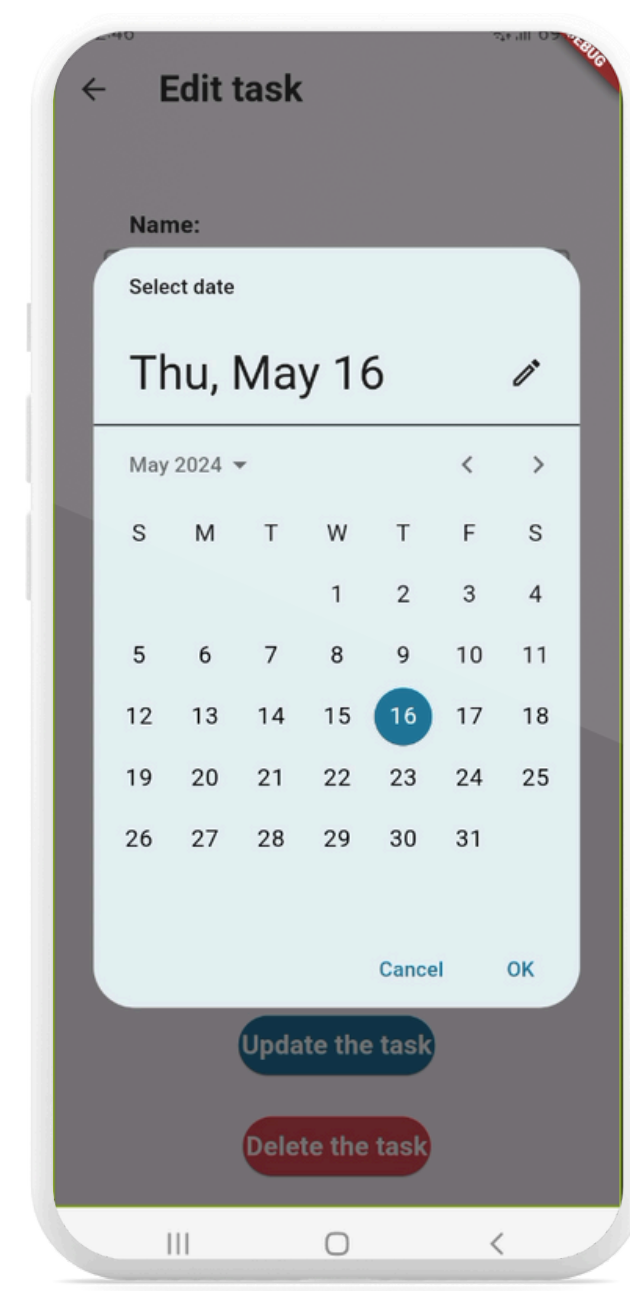 Edit task
Name:
Select date
Thu, May 16
May 2024
S M T W T F S
1 2 3 4
5 6 7 8 9 10 11
12 13 14 15 16 17 18
19 20 21 22 23 24 25
26 27 28 29 30 31
Cancel OK
Update the task
Delete the task